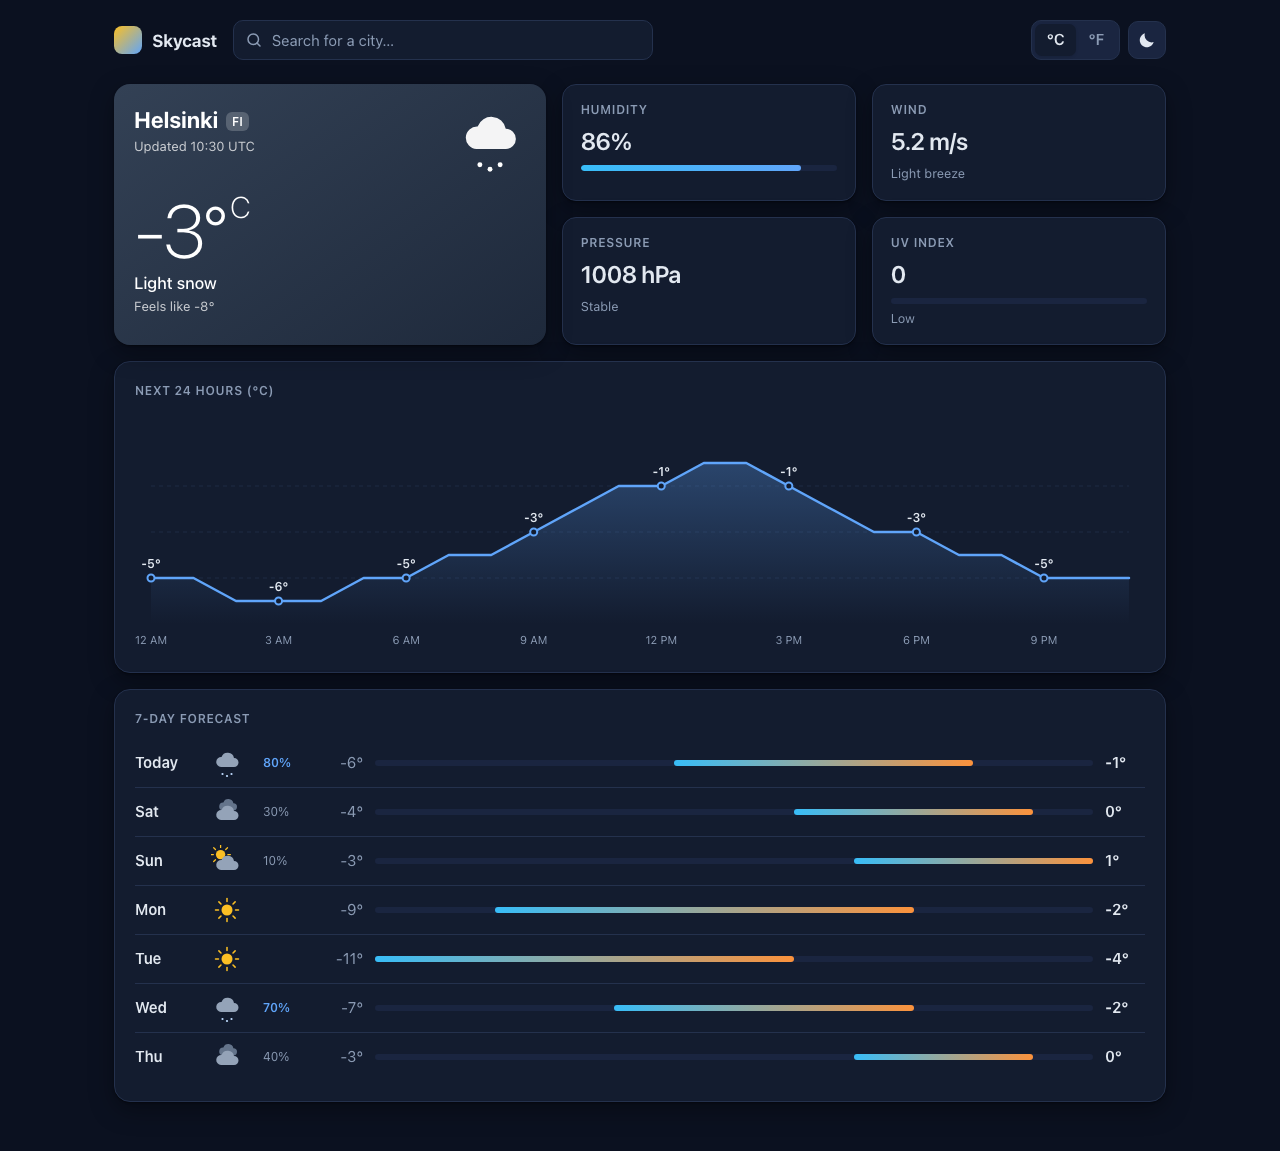 Skycast
Search for a city...
°C °F
Helsinki FI
Updated 10:30 UTC
-3°C
Light snow
Feels like -8°
HUMIDITY
86%
WIND
5.2 m/s
Light breeze
PRESSURE
1008 hPa
Stable
UV INDEX
0
Low
NEXT 24 HOURS (°C)
-5° -6° -5° -3° -1° -1° -3° -5°
12 AM 3 AM 6 AM 9 AM 12 PM 3 PM 6 PM 9 PM
7-DAY FORECAST
Today 80% -6° -1°
Sat 30% -4° 0°
Sun 10% -3° 1°
Mon -9° -2°
Tue -11° -4°
Wed 70% -7° -2°
Thu 40% -3° 0°